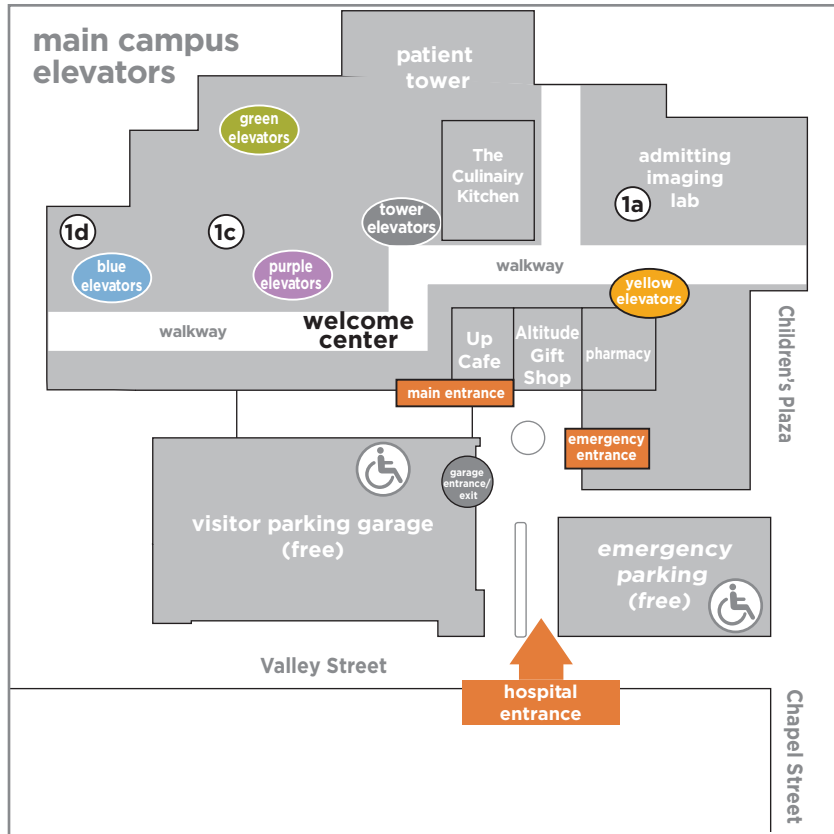 main campus
elevators
patient
tower
green
elevators
The
Culinairy
Kitchen
admitting
imaging
lab
1a
tower
elevators
1d
1c
blue
elevators
purple
elevators
walkway
yellow
elevators
walkway
welcome
center
Up
Cafe
Altitude
Gift
Shop
pharmacy
Children's Plaza
main entrance
emergency
entrance
garage
entrance/
exit
visitor parking garage
(free)
emergency
parking
(free)
Valley Street
hospital
entrance
Chapel Street